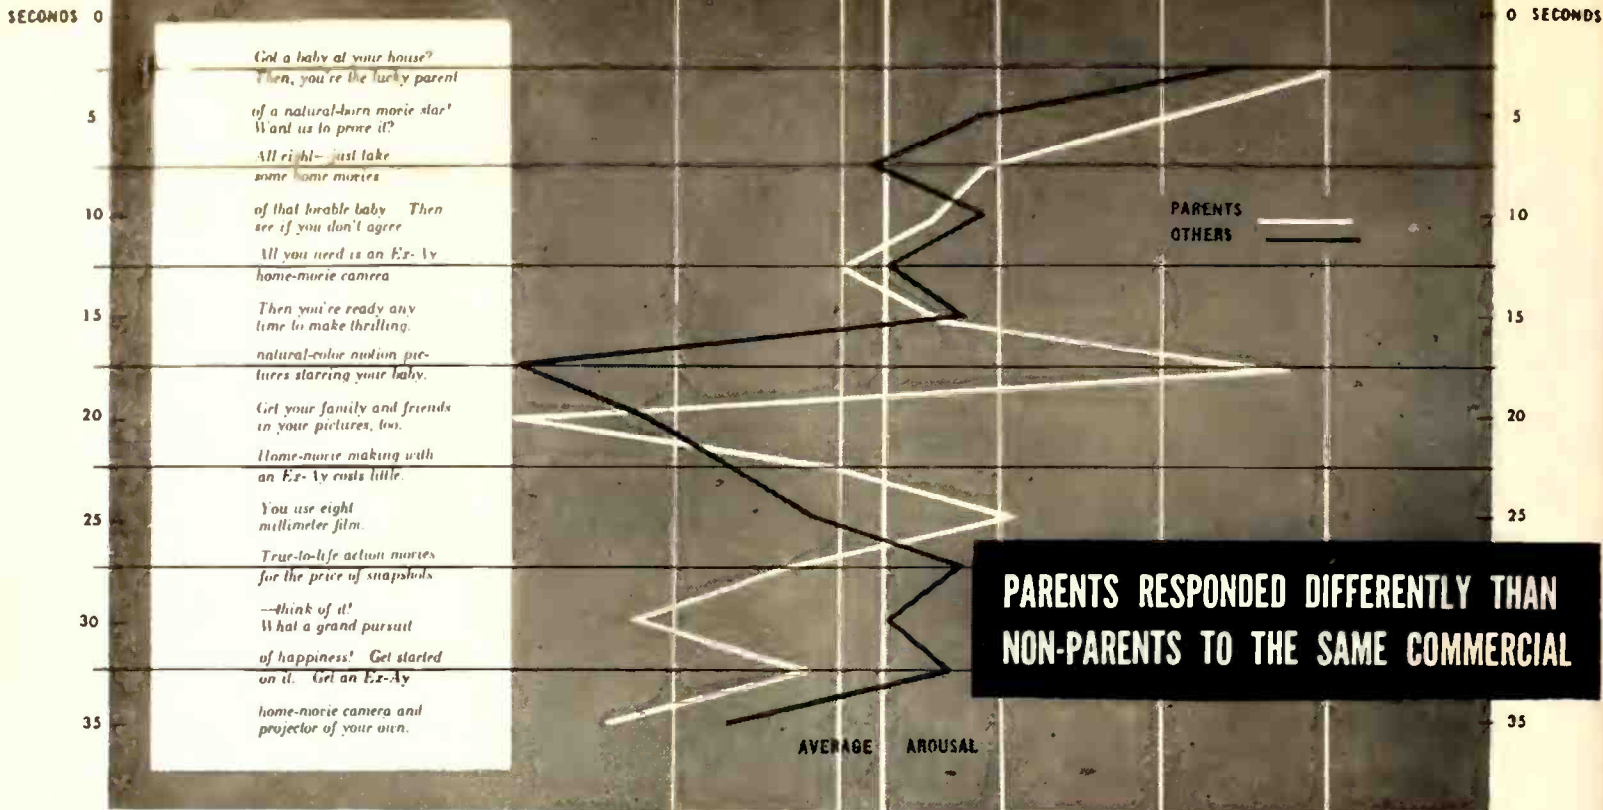 SECONDS 0
0 SECONDS
Got a baby at your house?
Then, you're the lucky parent
5
of a natural-born movie star!
Want us to prove it?
5
All right—just take
some home movies
10
of that lovable baby Then
see if you don't agree
10
PARENTS
OTHERS
All you need is an Ex-Ay
home-movie camera
15
Then you're ready any
time to make thrilling,
15
natural-color motion pic-
tures starring your baby.
20
Get your family and friends
in your pictures, too.
20
Home-movie making with
an Ex-Ay costs little.
25
You use eight
millimeter film.
25
True-to-life action movies
for the price of snapshots
30
—think of it!
What a grand pursuit
PARENTS RESPONDED DIFFERENTLY THAN
NON-PARENTS TO THE SAME COMMERCIAL
of happiness! Get started
on it. Get an Ex-Ay
35
home-movie camera and
projector of your own.
35
AVERAGE AROUSAL